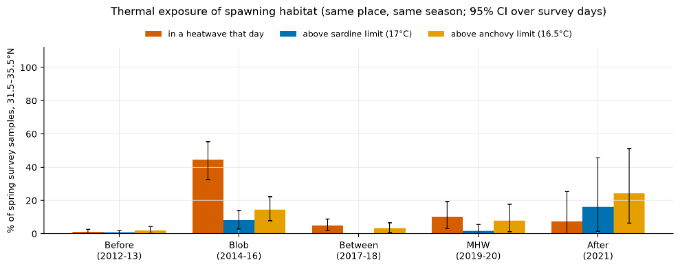 Thermal exposure of spawning habitat (same place, same season; 95% CI over survey days)
in a heatwave that day
above sardine limit (17°C)
above anchovy limit (16.5°C)
% of spring survey samples, 31.5–35.5°N
100
80
60
40
20
0
Before
(2012-13)
Blob
(2014-16)
Between
(2017-18)
MHW
(2019-20)
After
(2021)